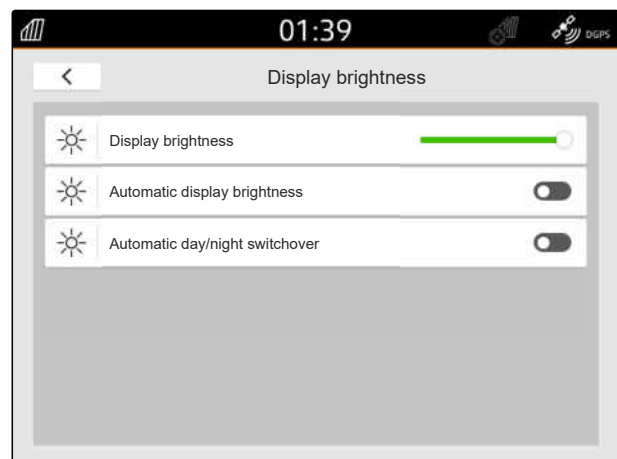 01:39
DGPS
Display brightness
Display brightness
Automatic display brightness
Automatic day/night switchover